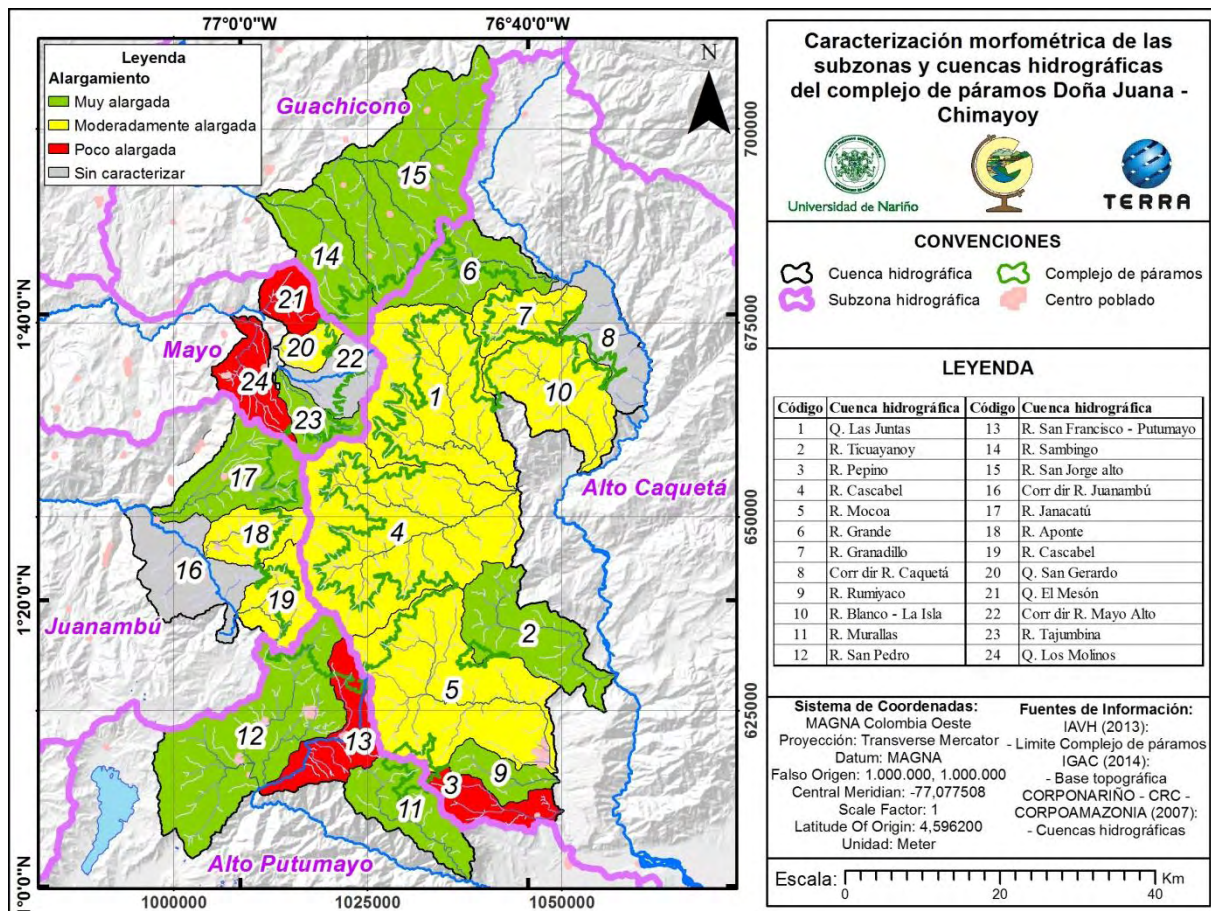 77°0'0"W
76°40'0"W
Leyenda
Alargamiento
Muy alargada
Moderadamente alargada
Poco alargada
Sin caracterizar
N
Guachicono
Mayo
Alto Caquetá
Juanambú
Alto Putumayo
15
14
6
21
7
20
22
8
24
1
10
23
17
18
4
16
19
2
5
12
13
3
9
11
1°40'0"N
1°20'0"N
1°0'0"N
700000
675000
650000
625000
1000000
1025000
1050000
Caracterización morfométrica de las
subzonas y cuencas hidrográficas
del complejo de páramos Doña Juana -
Chimayoy
Universidad de Nariño
TERRA
CONVENCIONES
Cuenca hidrográfica
Complejo de páramos
Subzona hidrográfica
Centro poblado
LEYENDA
Código Cuenca hidrográfica Código Cuenca hidrográfica
1 Q. Las Juntas 13 R. San Francisco - Putumayo
2 R. Ticuayanoy 14 R. Sambingo
3 R. Pepino 15 R. San Jorge alto
4 R. Cascabel 16 Corr dir R. Juanambú
5 R. Mocoa 17 R. Janacatú
6 R. Grande 18 R. Aponte
7 R. Granadillo 19 R. Cascabel
8 Corr dir R. Caquetá 20 Q. San Gerardo
9 R. Rumiyaco 21 Q. El Mesón
10 R. Blanco - La Isla 22 Corr dir R. Mayo Alto
11 R. Murallas 23 R. Tajumbina
12 R. San Pedro 24 Q. Los Molinos
Sistema de Coordenadas:
MAGNA Colombia Oeste
Proyección: Transverse Mercator
Datum: MAGNA
Falso Origen: 1.000.000, 1.000.000
Central Meridian: -77,077508
Scale Factor: 1
Latitude Of Origin: 4,596200
Unidad: Meter
Fuentes de Información:
IAVH (2013):
- Limite Complejo de páramos
IGAC (2014):
- Base topográfica
CORPONARIÑO - CRC -
CORPOAMAZONIA (2007):
- Cuencas hidrográficas
Escala: 0 10 20 40 Km